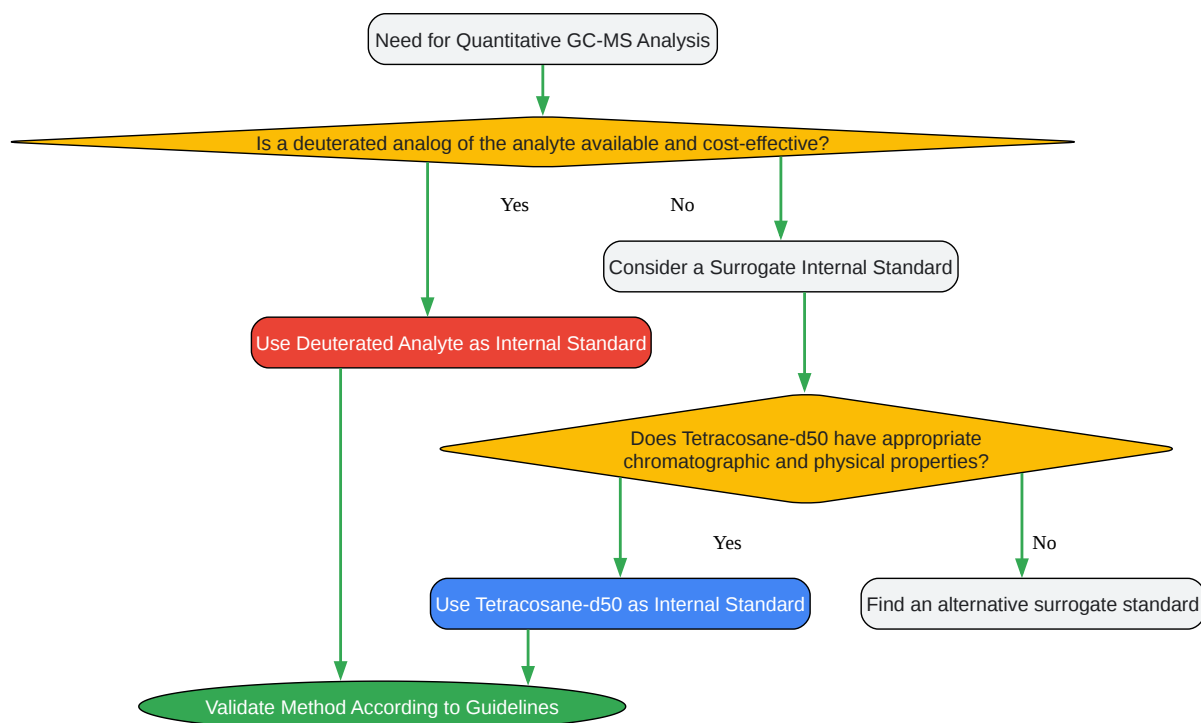 Need for Quantitative GC-MS Analysis
Is a deuterated analog of the analyte available and cost-effective?
Yes
No
Consider a Surrogate Internal Standard
Use Deuterated Analyte as Internal Standard
Does Tetracosane-d50 have appropriate
chromatographic and physical properties?
Yes
No
Use Tetracosane-d50 as Internal Standard
Find an alternative surrogate standard
Validate Method According to Guidelines